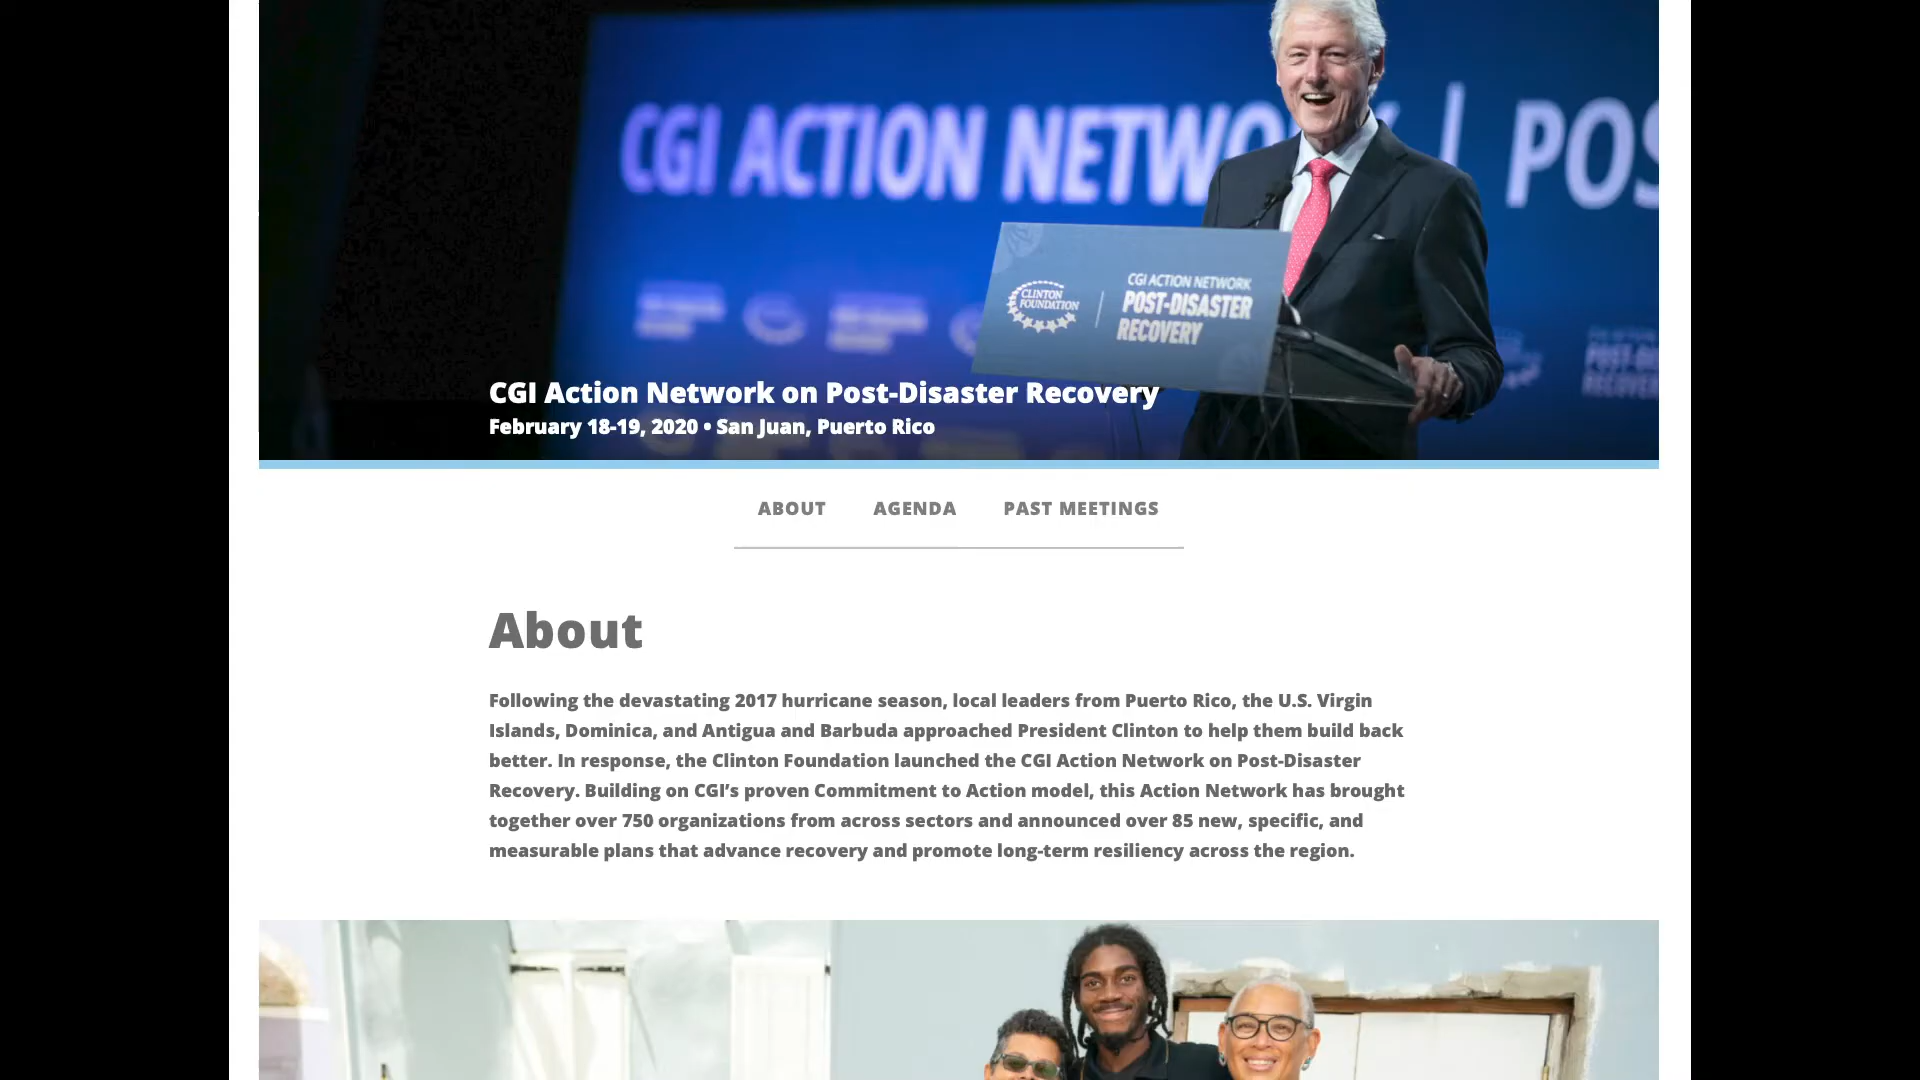 CGI ACTION NETW | POS
CLINTON
FOUNDATION
CGI ACTION NETWORK
POST-DISASTER
RECOVERY
CGI Action Network on Post-Disaster Recovery
February 18-19, 2020 • San Juan, Puerto Rico
ABOUT AGENDA PAST MEETINGS
About
Following the devastating 2017 hurricane season, local leaders from Puerto Rico, the U.S. Virgin
Islands, Dominica, and Antigua and Barbuda approached President Clinton to help them build back
better. In response, the Clinton Foundation launched the CGI Action Network on Post-Disaster
Recovery. Building on CGI’s proven Commitment to Action model, this Action Network has brought
together over 750 organizations from across sectors and announced over 85 new, specific, and
measurable plans that advance recovery and promote long-term resiliency across the region.